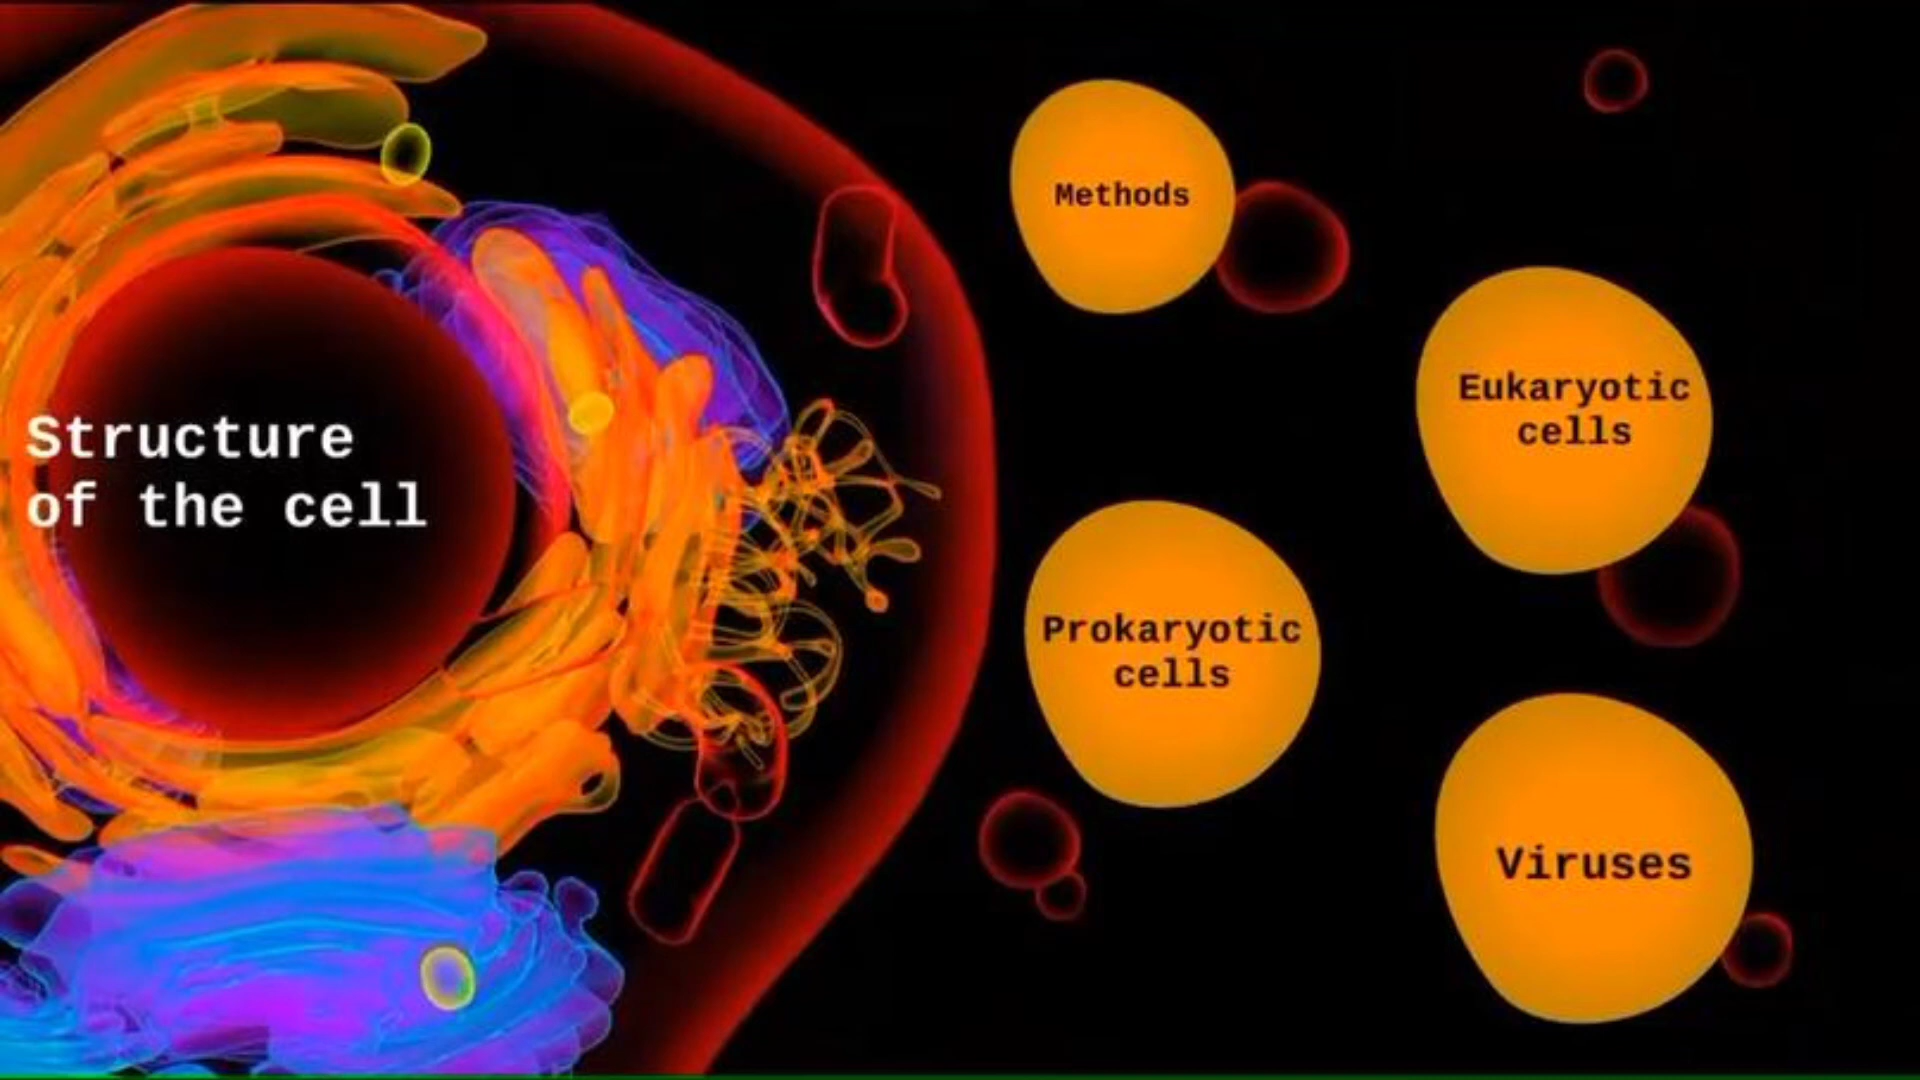 Structure
of the cell
Methods
Eukaryotic
cells
Prokaryotic
cells
Viruses